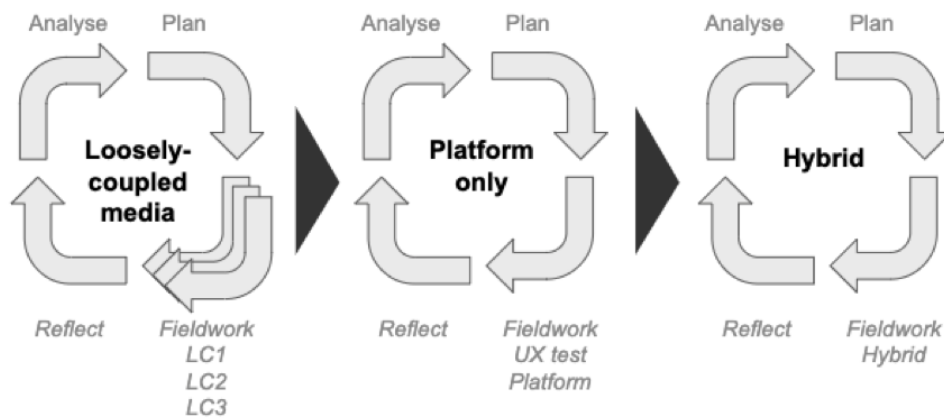 Analyse Plan
Loosely-
coupled
media
Reflect Fieldwork
LC1
LC2
LC3
Analyse Plan
Platform
only
Reflect Fieldwork
UX test
Platform
Analyse Plan
Hybrid
Reflect Fieldwork
Hybrid